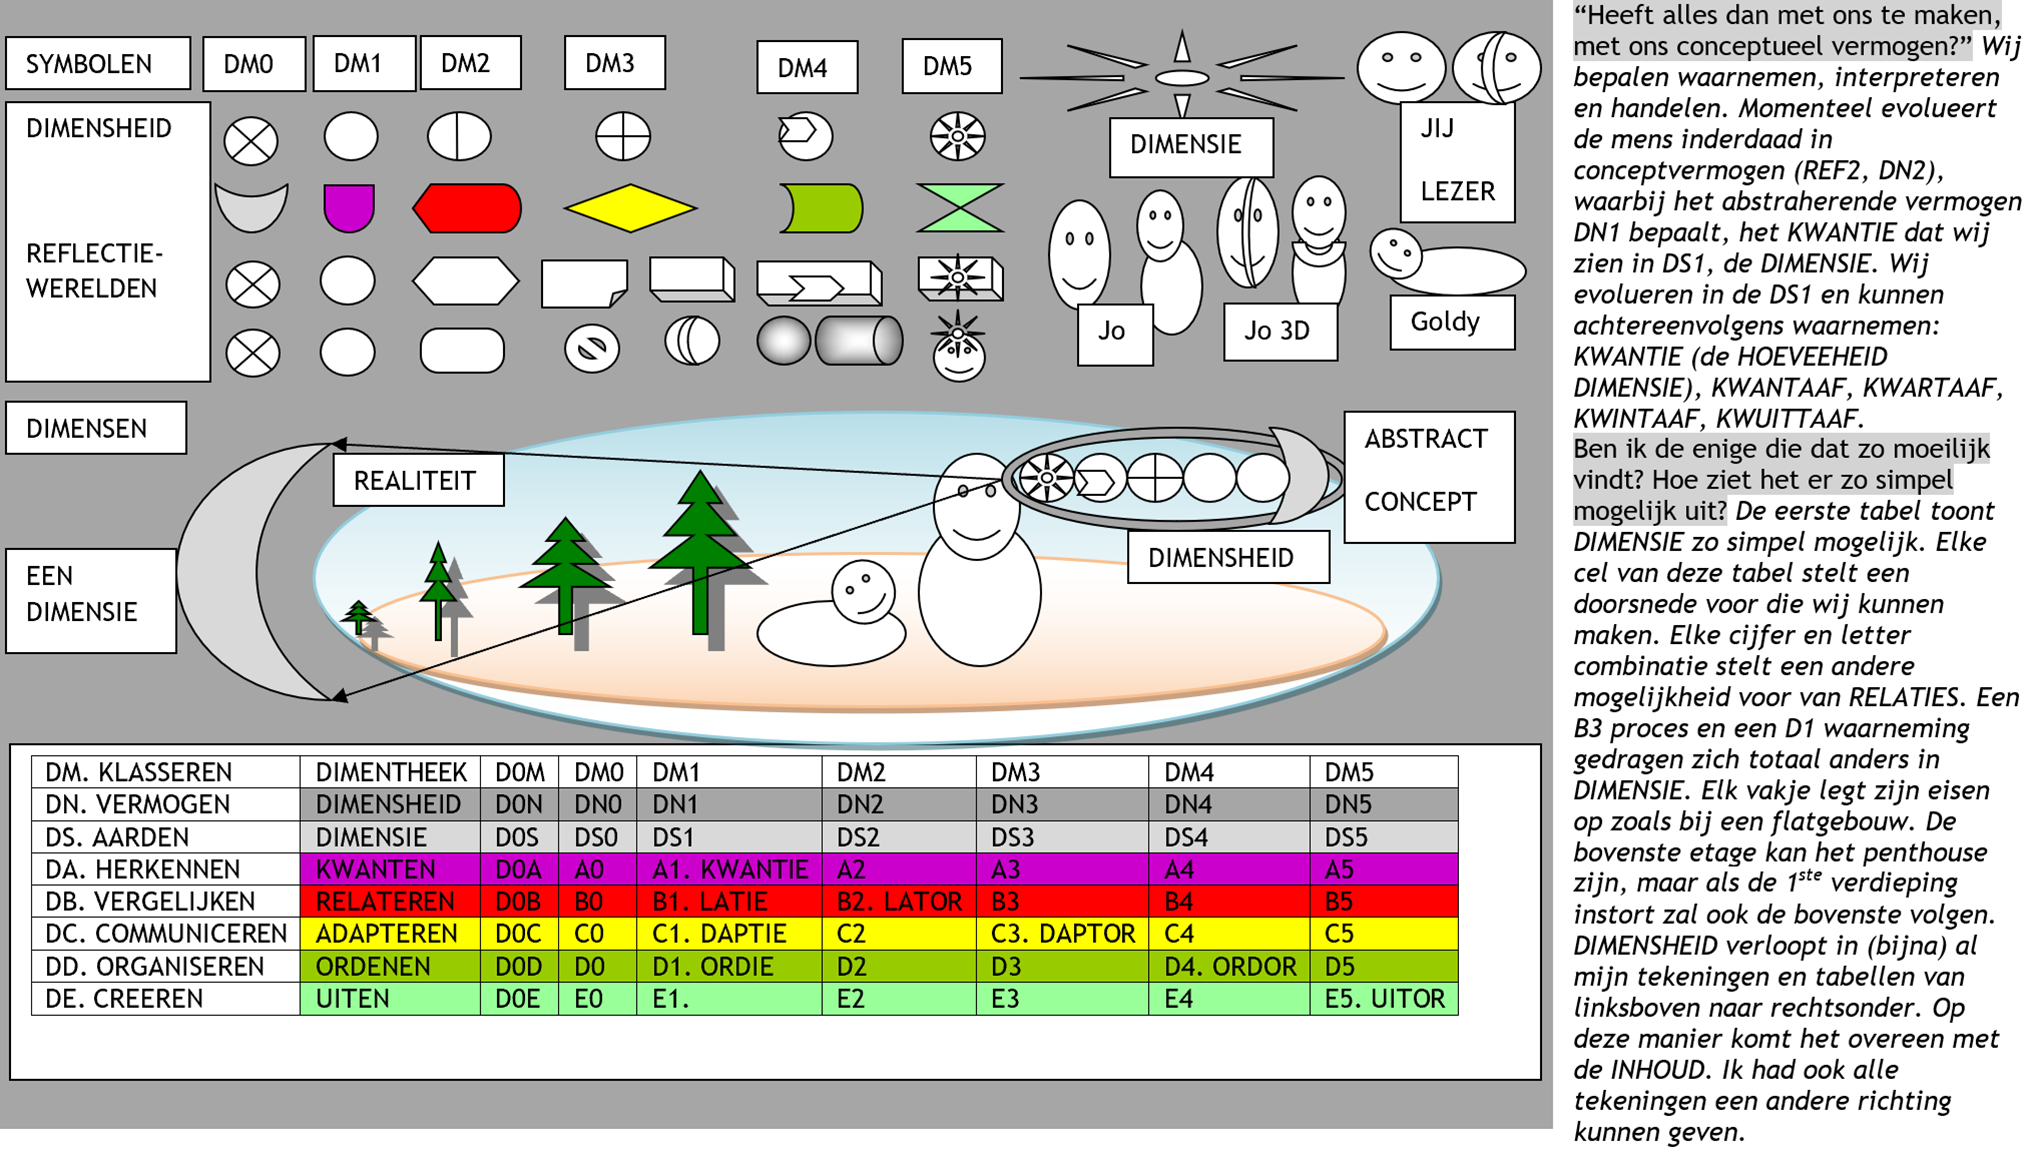 SYMBOLEN
DM0
DM1
DM2
DM3
DM4
DM5
DIMENSHEID
REFLECTIE-
WERELDEN
DIMENSIE
JIJ
LEZER
Jo
Jo 3D
Goldy
DIMENSEN
REALITEIT
ABSTRACT
CONCEPT
DIMENSHEID
EEN
DIMENSIE
DM. KLASSEREN DIMENTHEEK D0M DM0 DM1 DM2 DM3 DM4 DM5
DN. VERMOGEN DIMENSHEID D0N DN0 DN1 DN2 DN3 DN4 DN5
DS. AARDEN DIMENSIE D0S DS0 DS1 DS2 DS3 DS4 DS5
DA. HERKENNEN KWANTEN D0A A0 A1. KWANTIE A2 A3 A4 A5
DB. VERGELIJKEN RELATEREN D0B B0 B1. LATIE B2. LATOR B3 B4 B5
DC. COMMUNICEREN ADAPTEREN D0C C0 C1. DAPTIE C2 C3. DAPTOR C4 C5
DD. ORGANISEREN ORDENEN D0D D0 D1. ORDIE D2 D3 D4. ORDOR D5
DE. CREEREN UITEN D0E E0 E1. E2 E3 E4 E5. UITOR
“Heeft alles dan met ons te maken,
met ons conceptueel vermogen?” Wij
bepalen waarnemen, interpreteren
en handelen. Momenteel evolueert
de mens inderdaad in
conceptvermogen (REF2, DN2),
waarbij het abstraherende vermogen
DN1 bepaalt, het KWANTIE dat wij
zien in DS1, de DIMENSIE. Wij
evolueren in de DS1 en kunnen
achtereenvolgens waarnemen:
KWANTIE (de HOEVEEHEID
DIMENSIE), KWANTAAF, KWARTAAF,
KWINTAAF, KWUITTAAF.
Ben ik de enige die dat zo moeilijk
vindt? Hoe ziet het er zo simpel
mogelijk uit? De eerste tabel toont
DIMENSIE zo simpel mogelijk. Elke
cel van deze tabel stelt een
doorsnede voor die wij kunnen
maken. Elke cijfer en letter
combinatie stelt een andere
mogelijkheid voor van RELATIES. Een
B3 proces en een D1 waarneming
gedragen zich totaal anders in
DIMENSIE. Elk vakje legt zijn eisen
op zoals bij een flatgebouw. De
bovenste etage kan het penthouse
zijn, maar als de 1ste verdieping
instort zal ook de bovenste volgen.
DIMENSHEID verloopt in (bijna) al
mijn tekeningen en tabellen van
linksboven naar rechtsonder. Op
deze manier komt het overeen met
de INHOUD. Ik had ook alle
tekeningen een andere richting
kunnen geven.